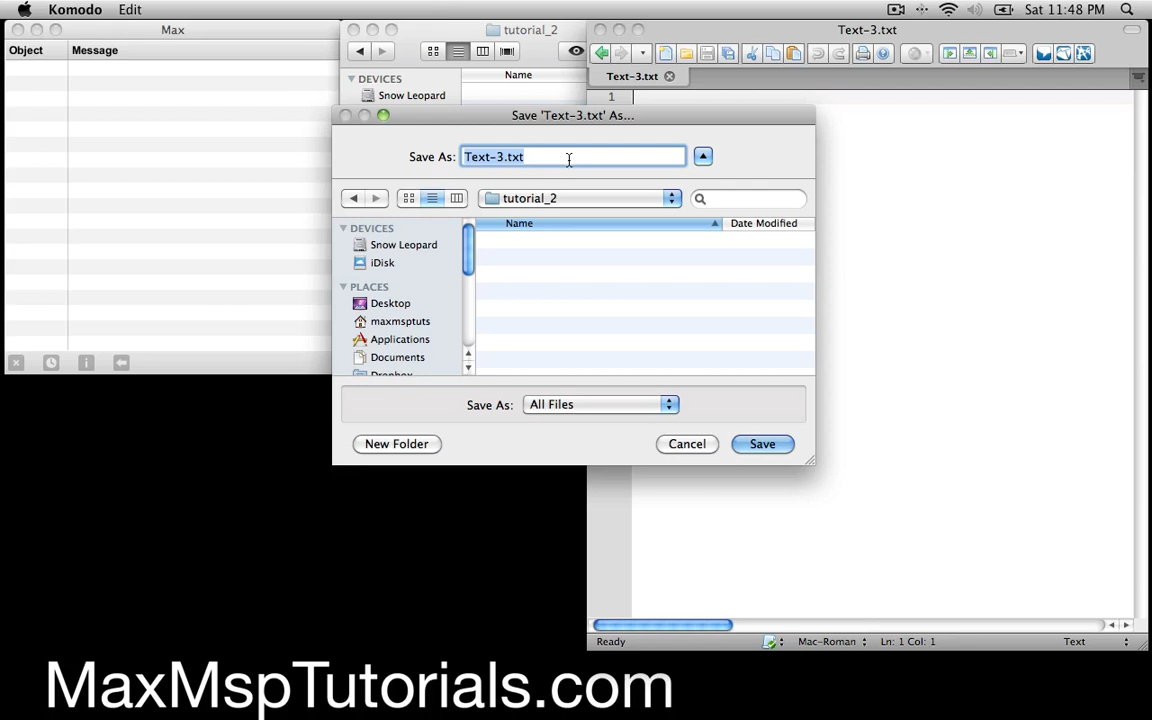 Komodo Edit
Sat 11:48 PM
Max
Object Message
tutorial_2
DEVICES
Snow Leopard
Name
Text-3.txt
Text-3.txt
1
Save 'Text-3.txt' As...
Save As: Text-3.txt
tutorial_2
DEVICES
Snow Leopard
iDisk
PLACES
Desktop
maxmsptuts
Applications
Documents
Dropbox
Name Date Modified
Save As: All Files
New Folder Cancel Save
Ready Mac-Roman Ln: 1 Col: 1 Text
MaxMspTutorials.com